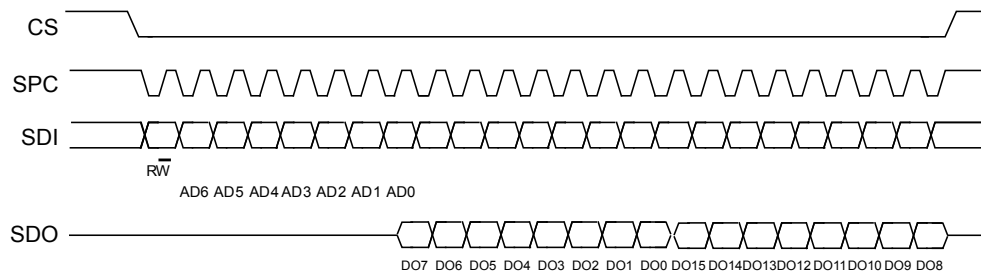 CS
SPC
SDI
RW
AD6 AD5 AD4 AD3 AD2 AD1 AD0
SDO
DO7 DO6 DO5 DO4 DO3 DO2 DO1 DO0 DO15 DO14 DO13 DO12 DO11 DO10 DO9 DO8